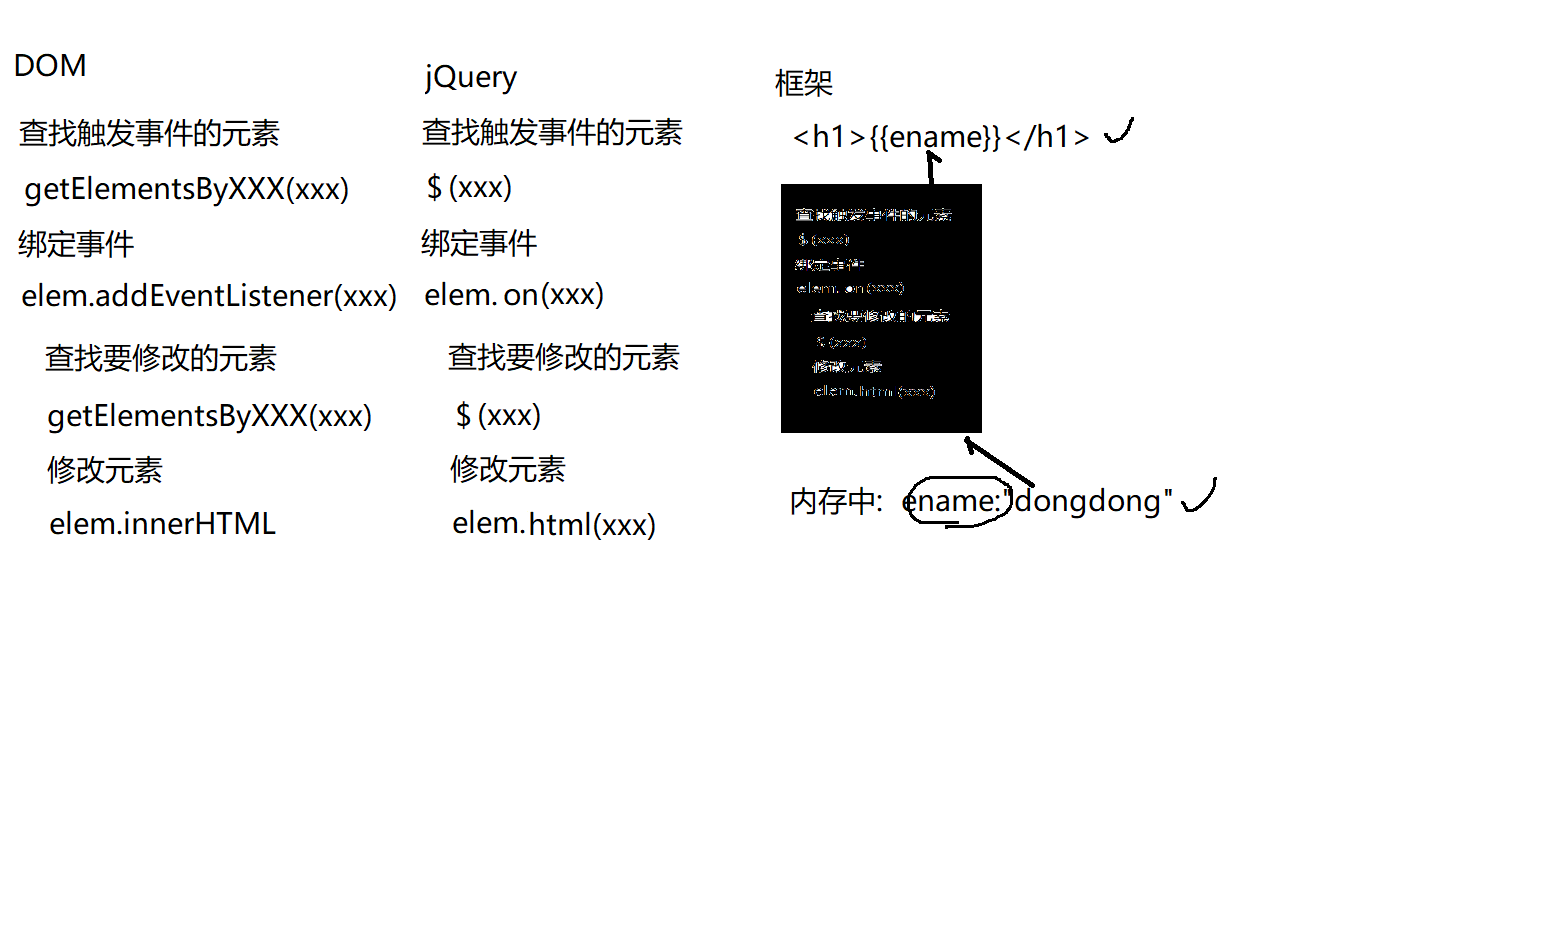 DOM
查找触发事件的元素
getElementsByXXX(xxx)
绑定事件
elem.addEventListener(xxx)
查找要修改的元素
getElementsByXXX(xxx)
修改元素
elem.innerHTML
jQuery
查找触发事件的元素
$(xxx)
绑定事件
elem. on(xxx)
查找要修改的元素
$(xxx)
修改元素
elem.html(xxx)
框架
<h1>{{ename}}</h1>
查找触发事件的元素
$(xxx)
绑定事件
elem. on(xxx)
查找要修改的元素
$(xxx)
修改元素
elem.html(xxx)
内存中: ename:"dongdong"